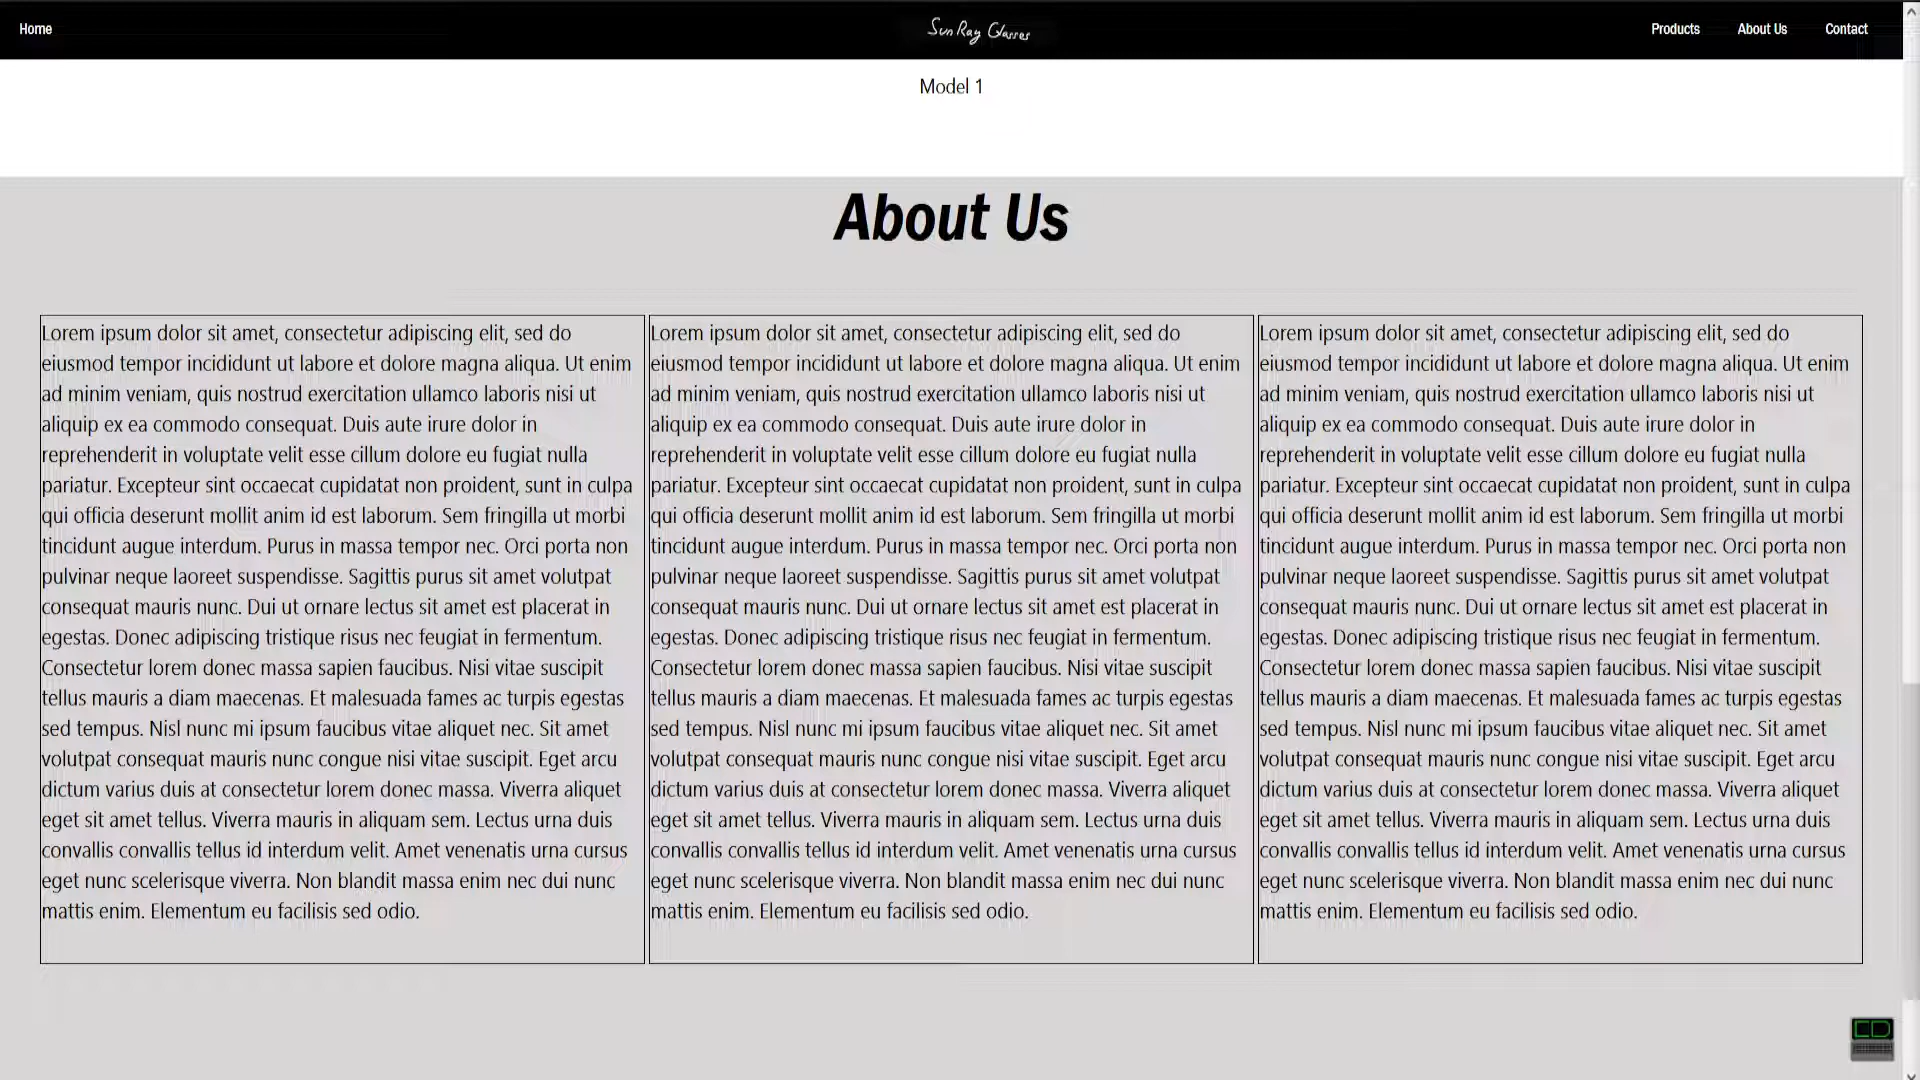 Home
SunRay Glasses
Products
About Us
Contact
Model 1
About Us
Lorem ipsum dolor sit amet, consectetur adipiscing elit, sed do
eiusmod tempor incididunt ut labore et dolore magna aliqua. Ut enim
ad minim veniam, quis nostrud exercitation ullamco laboris nisi ut
aliquip ex ea commodo consequat. Duis aute irure dolor in
reprehenderit in voluptate velit esse cillum dolore eu fugiat nulla
pariatur. Excepteur sint occaecat cupidatat non proident, sunt in culpa
qui officia deserunt mollit anim id est laborum. Sem fringilla ut morbi
tincidunt augue interdum. Purus in massa tempor nec. Orci porta non
pulvinar neque laoreet suspendisse. Sagittis purus sit amet volutpat
consequat mauris nunc. Dui ut ornare lectus sit amet est placerat in
egestas. Donec adipiscing tristique risus nec feugiat in fermentum.
Consectetur lorem donec massa sapien faucibus. Nisi vitae suscipit
tellus mauris a diam maecenas. Et malesuada fames ac turpis egestas
sed tempus. Nisl nunc mi ipsum faucibus vitae aliquet nec. Sit amet
volutpat consequat mauris nunc congue nisi vitae suscipit. Eget arcu
dictum varius duis at consectetur lorem donec massa. Viverra aliquet
eget sit amet tellus. Viverra mauris in aliquam sem. Lectus urna duis
convallis convallis tellus id interdum velit. Amet venenatis urna cursus
eget nunc scelerisque viverra. Non blandit massa enim nec dui nunc
mattis enim. Elementum eu facilisis sed odio.
Lorem ipsum dolor sit amet, consectetur adipiscing elit, sed do
eiusmod tempor incididunt ut labore et dolore magna aliqua. Ut enim
ad minim veniam, quis nostrud exercitation ullamco laboris nisi ut
aliquip ex ea commodo consequat. Duis aute irure dolor in
reprehenderit in voluptate velit esse cillum dolore eu fugiat nulla
pariatur. Excepteur sint occaecat cupidatat non proident, sunt in culpa
qui officia deserunt mollit anim id est laborum. Sem fringilla ut morbi
tincidunt augue interdum. Purus in massa tempor nec. Orci porta non
pulvinar neque laoreet suspendisse. Sagittis purus sit amet volutpat
consequat mauris nunc. Dui ut ornare lectus sit amet est placerat in
egestas. Donec adipiscing tristique risus nec feugiat in fermentum.
Consectetur lorem donec massa sapien faucibus. Nisi vitae suscipit
tellus mauris a diam maecenas. Et malesuada fames ac turpis egestas
sed tempus. Nisl nunc mi ipsum faucibus vitae aliquet nec. Sit amet
volutpat consequat mauris nunc congue nisi vitae suscipit. Eget arcu
dictum varius duis at consectetur lorem donec massa. Viverra aliquet
eget sit amet tellus. Viverra mauris in aliquam sem. Lectus urna duis
convallis convallis tellus id interdum velit. Amet venenatis urna cursus
eget nunc scelerisque viverra. Non blandit massa enim nec dui nunc
mattis enim. Elementum eu facilisis sed odio.
Lorem ipsum dolor sit amet, consectetur adipiscing elit, sed do
eiusmod tempor incididunt ut labore et dolore magna aliqua. Ut enim
ad minim veniam, quis nostrud exercitation ullamco laboris nisi ut
aliquip ex ea commodo consequat. Duis aute irure dolor in
reprehenderit in voluptate velit esse cillum dolore eu fugiat nulla
pariatur. Excepteur sint occaecat cupidatat non proident, sunt in culpa
qui officia deserunt mollit anim id est laborum. Sem fringilla ut morbi
tincidunt augue interdum. Purus in massa tempor nec. Orci porta non
pulvinar neque laoreet suspendisse. Sagittis purus sit amet volutpat
consequat mauris nunc. Dui ut ornare lectus sit amet est placerat in
egestas. Donec adipiscing tristique risus nec feugiat in fermentum.
Consectetur lorem donec massa sapien faucibus. Nisi vitae suscipit
tellus mauris a diam maecenas. Et malesuada fames ac turpis egestas
sed tempus. Nisl nunc mi ipsum faucibus vitae aliquet nec. Sit amet
volutpat consequat mauris nunc congue nisi vitae suscipit. Eget arcu
dictum varius duis at consectetur lorem donec massa. Viverra aliquet
eget sit amet tellus. Viverra mauris in aliquam sem. Lectus urna duis
convallis convallis tellus id interdum velit. Amet venenatis urna cursus
eget nunc scelerisque viverra. Non blandit massa enim nec dui nunc
mattis enim. Elementum eu facilisis sed odio.
CD